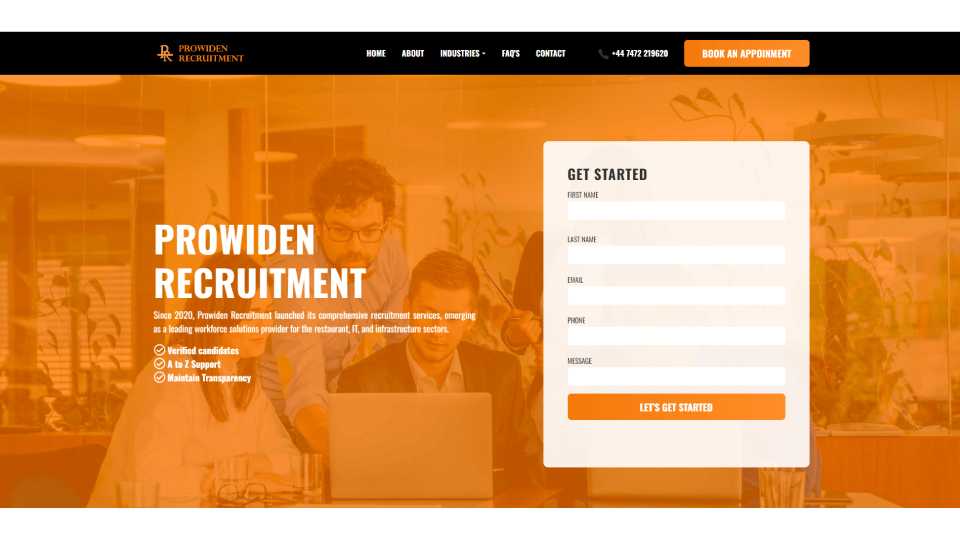 PROWIDEN
RECRUITMENT
HOME
ABOUT
INDUSTRIES
FAQ'S
CONTACT
+44 7472 219620
BOOK AN APPOINMENT
PROWIDEN
RECRUITMENT
Since 2020, Prowiden Recruitment launched its comprehensive recruitment services, emerging
as a leading workforce solutions provider for the restaurant, IT, and infrastructure sectors.
Verified candidates
A to Z Support
Maintain Transparency
GET STARTED
FIRST NAME
LAST NAME
EMAIL
PHONE
MESSAGE
LET'S GET STARTED